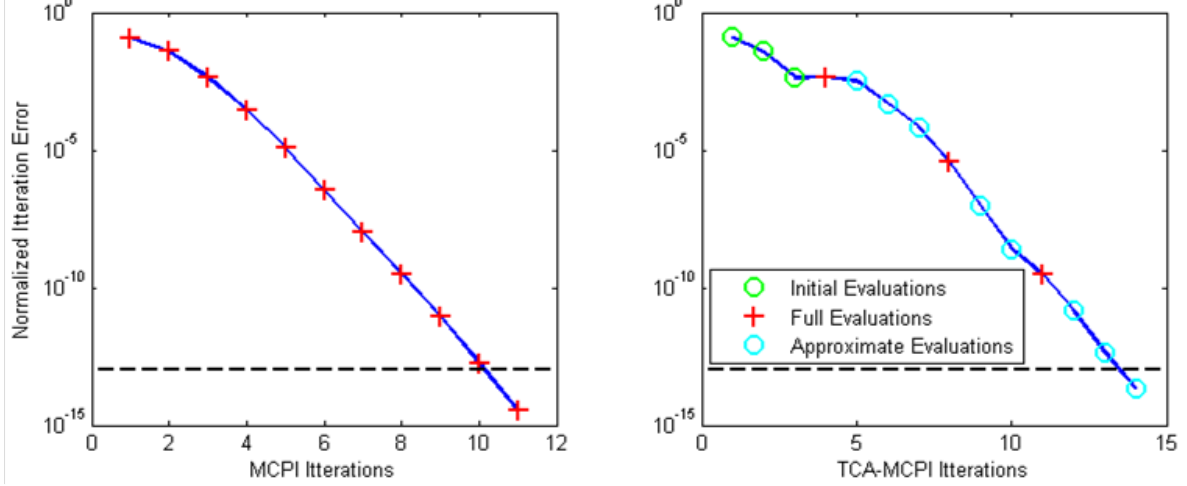 10^0
10^-5
10^-10
10^-15
Normalized Itteration Error
0 2 4 6 8 10 12
MCPI Itterations
10^0
10^-5
10^-10
10^-15
Initial Evaluations
Full Evaluations
Approximate Evaluations
0 5 10 15
TCA-MCPI Itterations